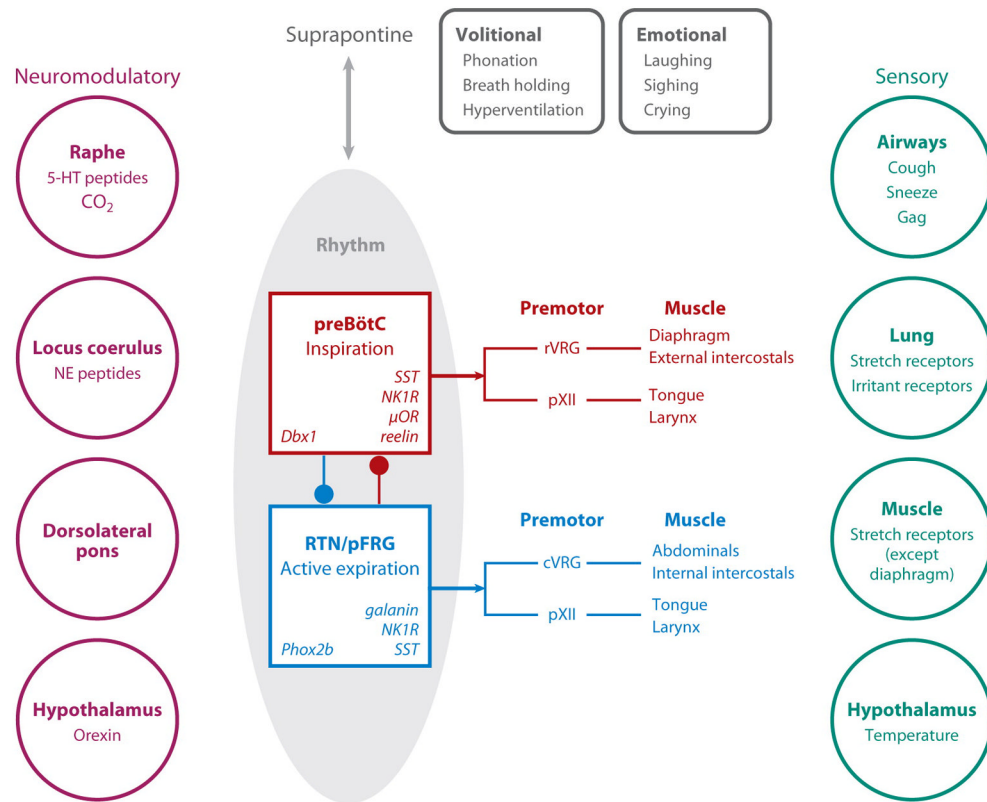 Suprapontine
Volitional
Phonation
Breath holding
Hyperventilation
Emotional
Laughing
Sighing
Crying
Neuromodulatory
Raphe
5-HT peptides
CO₂
Locus coerulus
NE peptides
Dorsolateral
pons
Hypothalamus
Orexin
Rhythm
preBötC
Inspiration
SST
NK1R
µOR
Dbx1 reelin
RTN/pFRG
Active expiration
galanin
NK1R
Phox2b SST
Premotor Muscle
rVRG Diaphragm
External intercostals
pXII Tongue
Larynx
Premotor Muscle
cVRG Abdominals
Internal intercostals
pXII Tongue
Larynx
Sensory
Airways
Cough
Sneeze
Gag
Lung
Stretch receptors
Irritant receptors
Muscle
Stretch receptors
(except
diaphragm)
Hypothalamus
Temperature